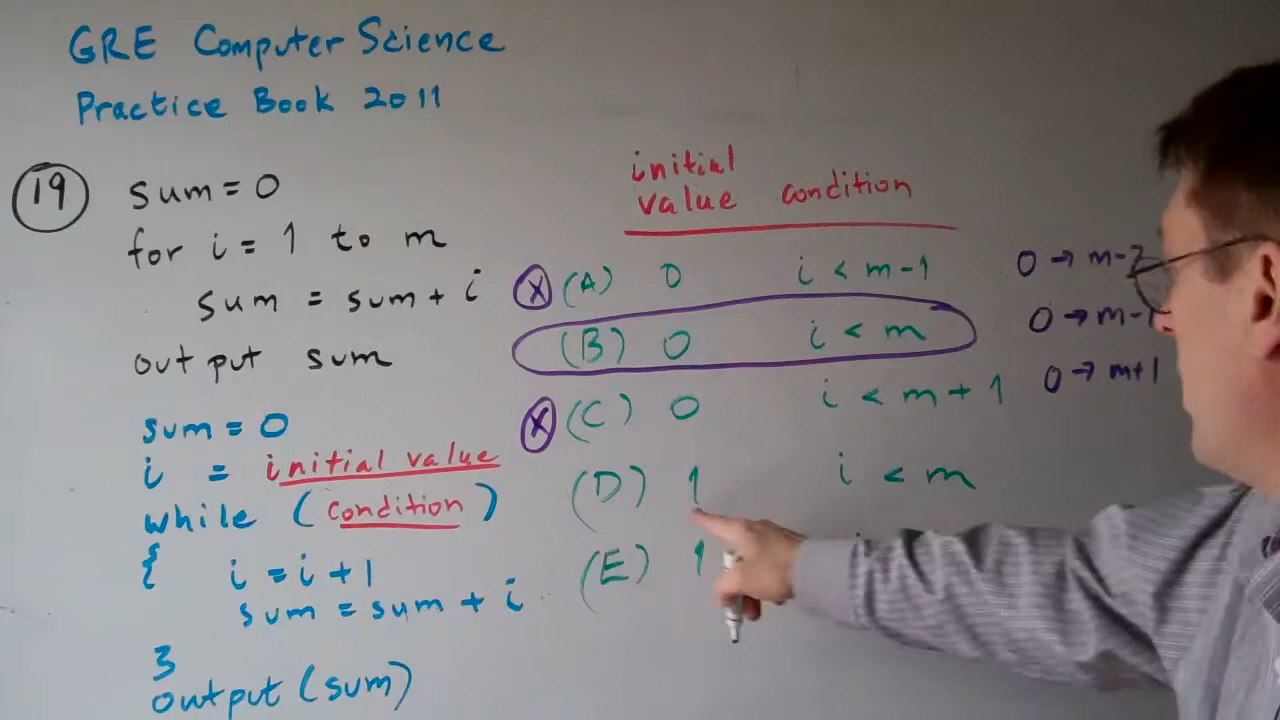 GRE Computer Science
Practice Book 2011
19 sum = 0
for i = 1 to m
sum = sum + i
output sum
sum = 0
i = initial value
while (condition)
{ i = i + 1
sum = sum + i
}
output (sum)
initial
value condition
X (A) 0 i < m - 1 0 → m-2
(B) 0 i < m 0 → m-1
X (C) 0 i < m + 1 0 → m+1
(D) 1 i < m
(E) 1